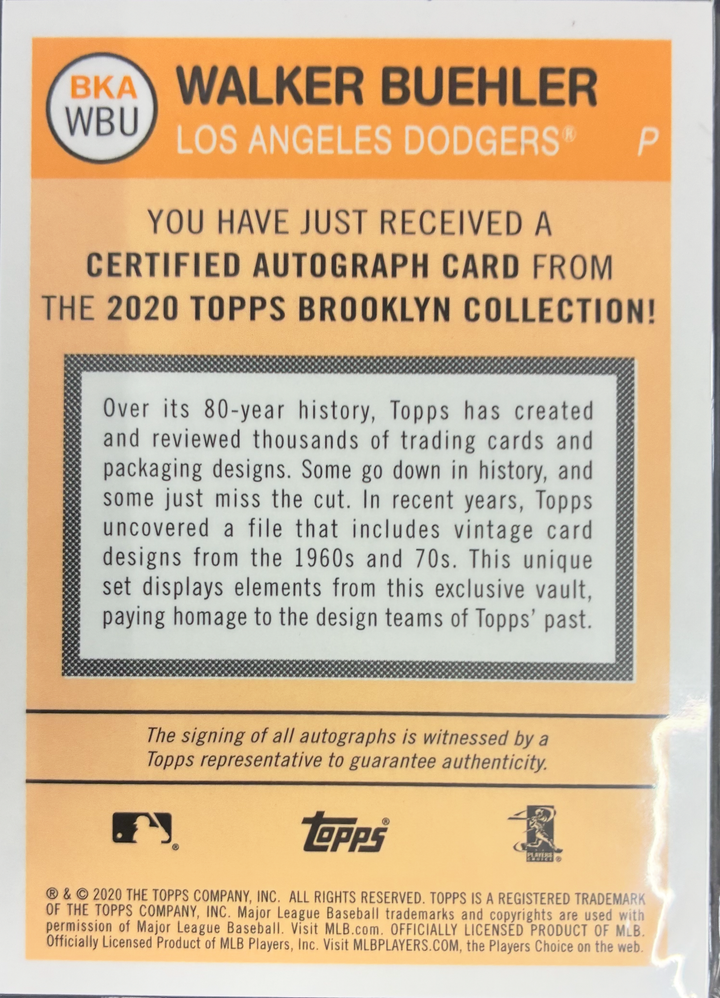 BKA
WBU
WALKER BUEHLER
LOS ANGELES DODGERS®
P
YOU HAVE JUST RECEIVED A
CERTIFIED AUTOGRAPH CARD FROM
THE 2020 TOPPS BROOKLYN COLLECTION!
Over its 80-year history, Topps has created
and reviewed thousands of trading cards and
packaging designs. Some go down in history, and
some just miss the cut. In recent years, Topps
uncovered a file that includes vintage card
designs from the 1960s and 70s. This unique
set displays elements from this exclusive vault,
paying homage to the design teams of Topps' past.
The signing of all autographs is witnessed by a
Topps representative to guarantee authenticity.
®
Topps®
PLAYERS
CHOICE ®
® & © 2020 THE TOPPS COMPANY, INC. ALL RIGHTS RESERVED. TOPPS IS A REGISTERED TRADEMARK
OF THE TOPPS COMPANY, INC. Major League Baseball trademarks and copyrights are used with
permission of Major League Baseball. Visit MLB.com. OFFICIALLY LICENSED PRODUCT OF MLB.
Officially Licensed Product of MLB Players, Inc. Visit MLBPLAYERS.COM, the Players Choice on the web.